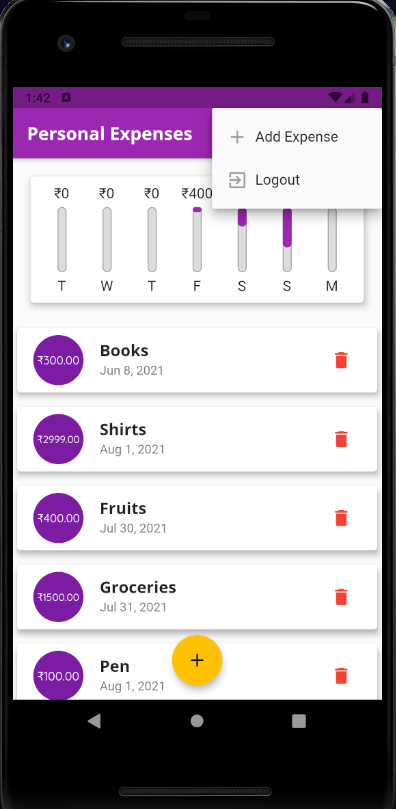 1:42
Personal Expenses
Add Expense
Logout
₹0 ₹0 ₹0 ₹400
T W T F S S M
₹300.00
Books
Jun 8, 2021
₹2999.00
Shirts
Aug 1, 2021
₹400.00
Fruits
Jul 30, 2021
₹1500.00
Groceries
Jul 31, 2021
₹100.00
Pen
Aug 1, 2021